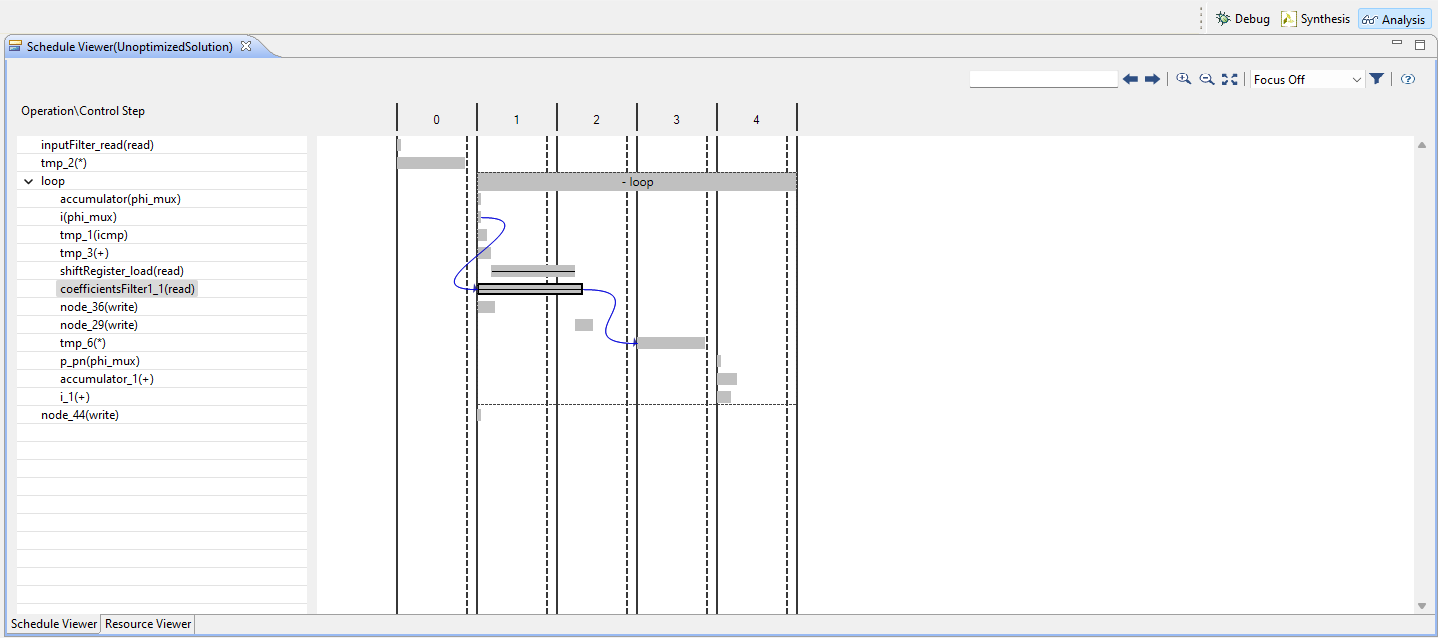 Debug Synthesis Analysis
Schedule Viewer(UnoptimizedSolution)
Focus Off
Operation\Control Step 0 1 2 3 4
inputFilter_read(read)
tmp_2(*)
loop - loop
accumulator(phi_mux)
i(phi_mux)
tmp_1(icmp)
tmp_3(+)
shiftRegister_load(read)
coefficientsFilter1_1(read)
node_36(write)
node_29(write)
tmp_6(*)
p_pn(phi_mux)
accumulator_1(+)
i_1(+)
node_44(write)
Schedule Viewer Resource Viewer